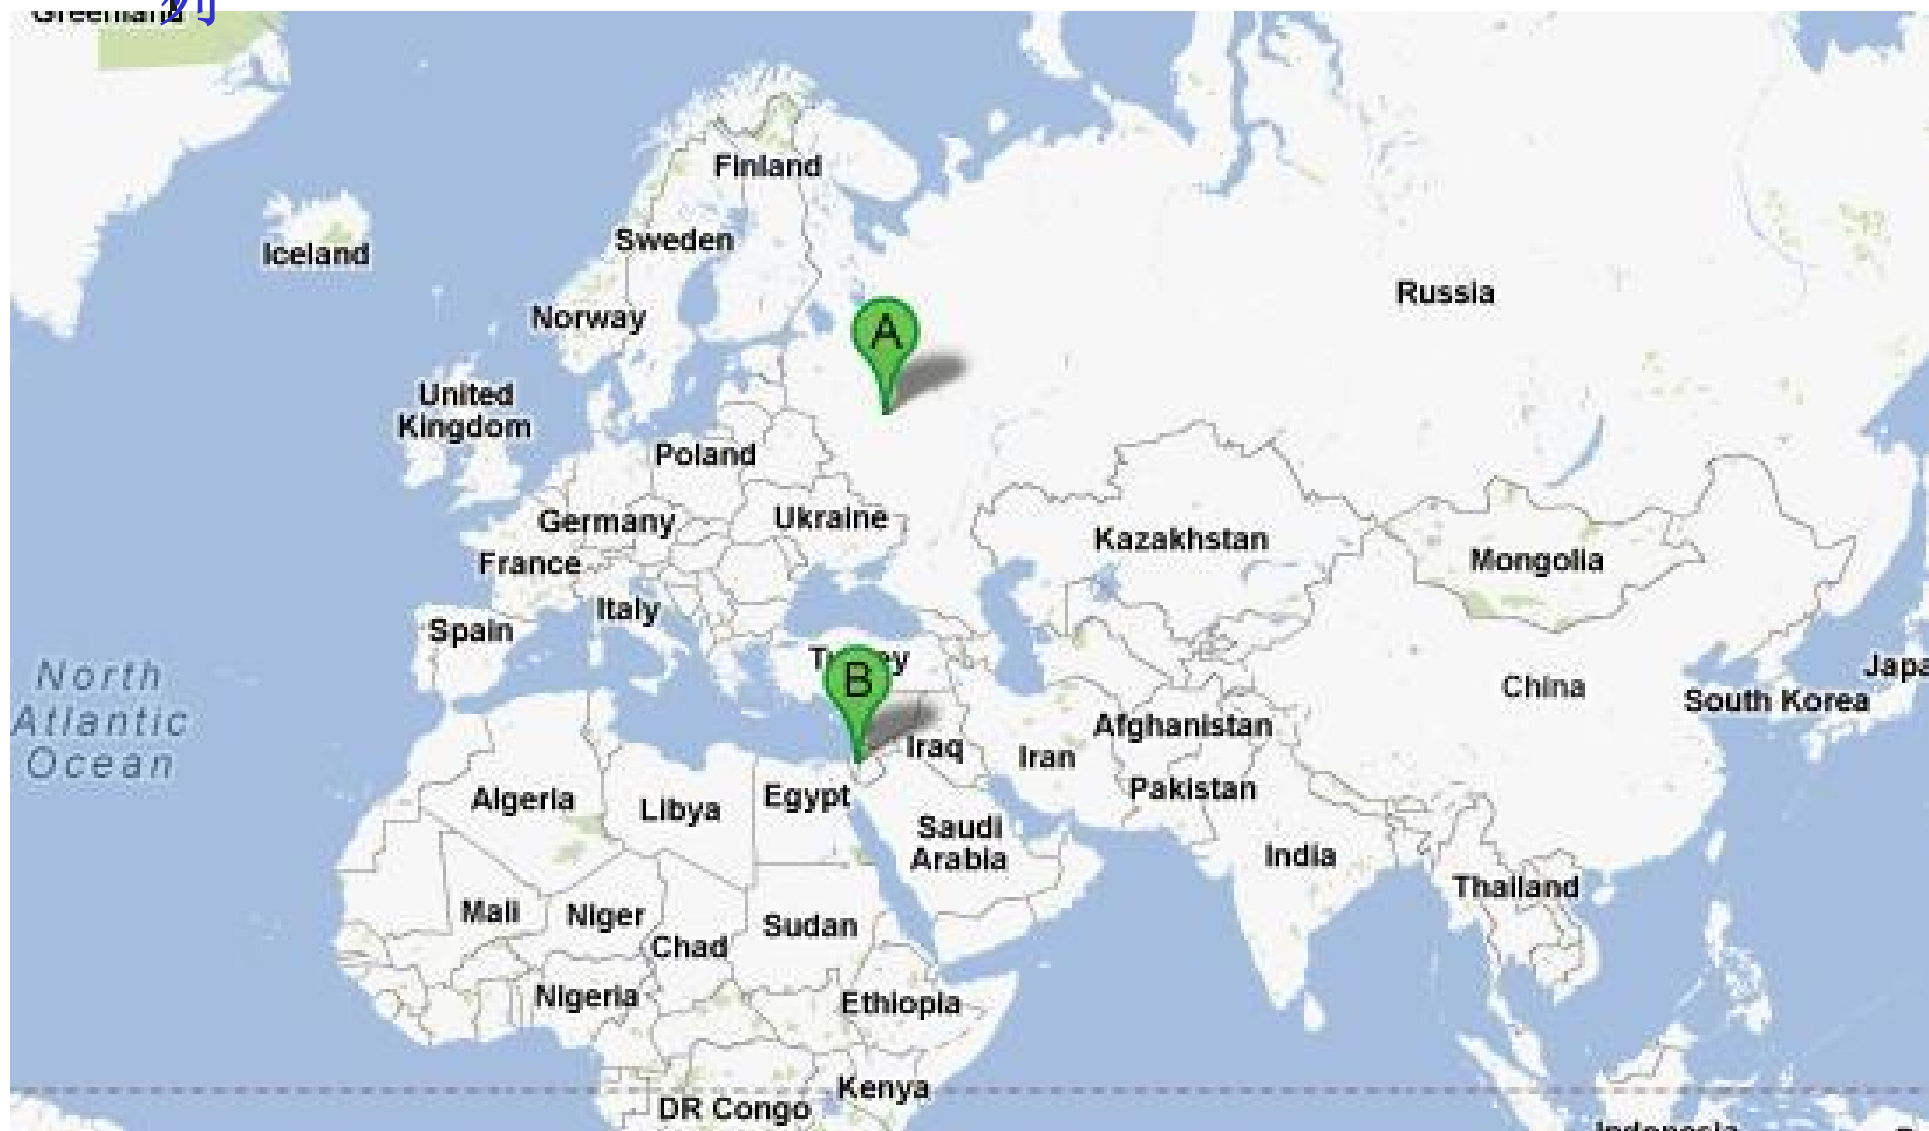 Greenland
列
Finland
Sweden
Iceland
Russia
Norway
A
United
Kingdom
Poland
Germany
Ukraine
Kazakhstan
Mongolia
France
Italy
Spain
North
Atlantic
Ocean
B
China
South Korea
Afghanistan
Iraq
Iran
Pakistan
Algeria
Libya
Egypt
Saudi
Arabia
India
Thailand
Mali
Niger
Sudan
Chad
Nigeria
Ethiopia
Kenya
DR Congo